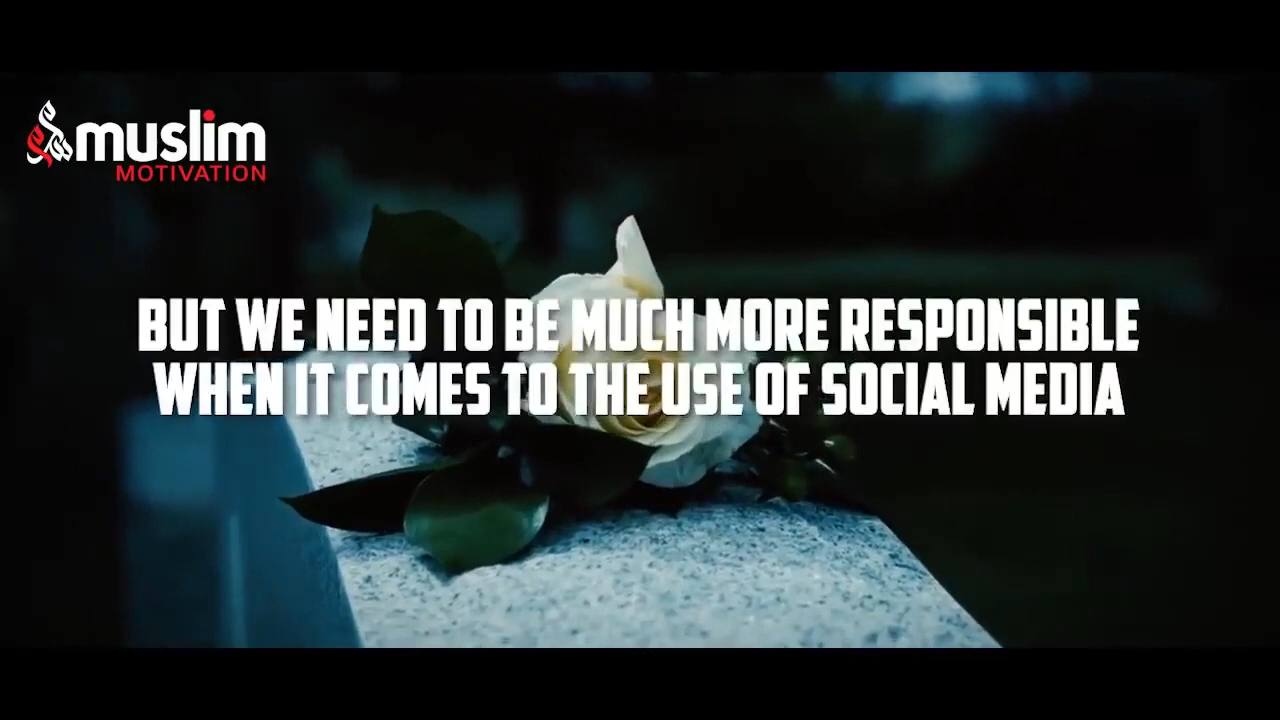 muslim
MOTIVATION
BUT WE NEED TO BE MUCH MORE RESPONSIBLE
WHEN IT COMES TO THE USE OF SOCIAL MEDIA